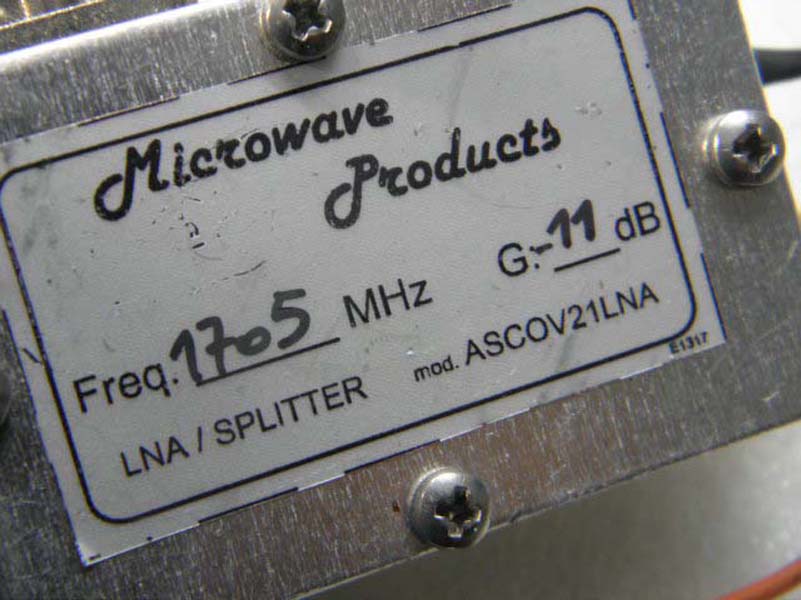 Microwave
Products
Freq. 1705 MHz G:-11 dB
LNA / SPLITTER mod. ASCOV21LNA
E1317